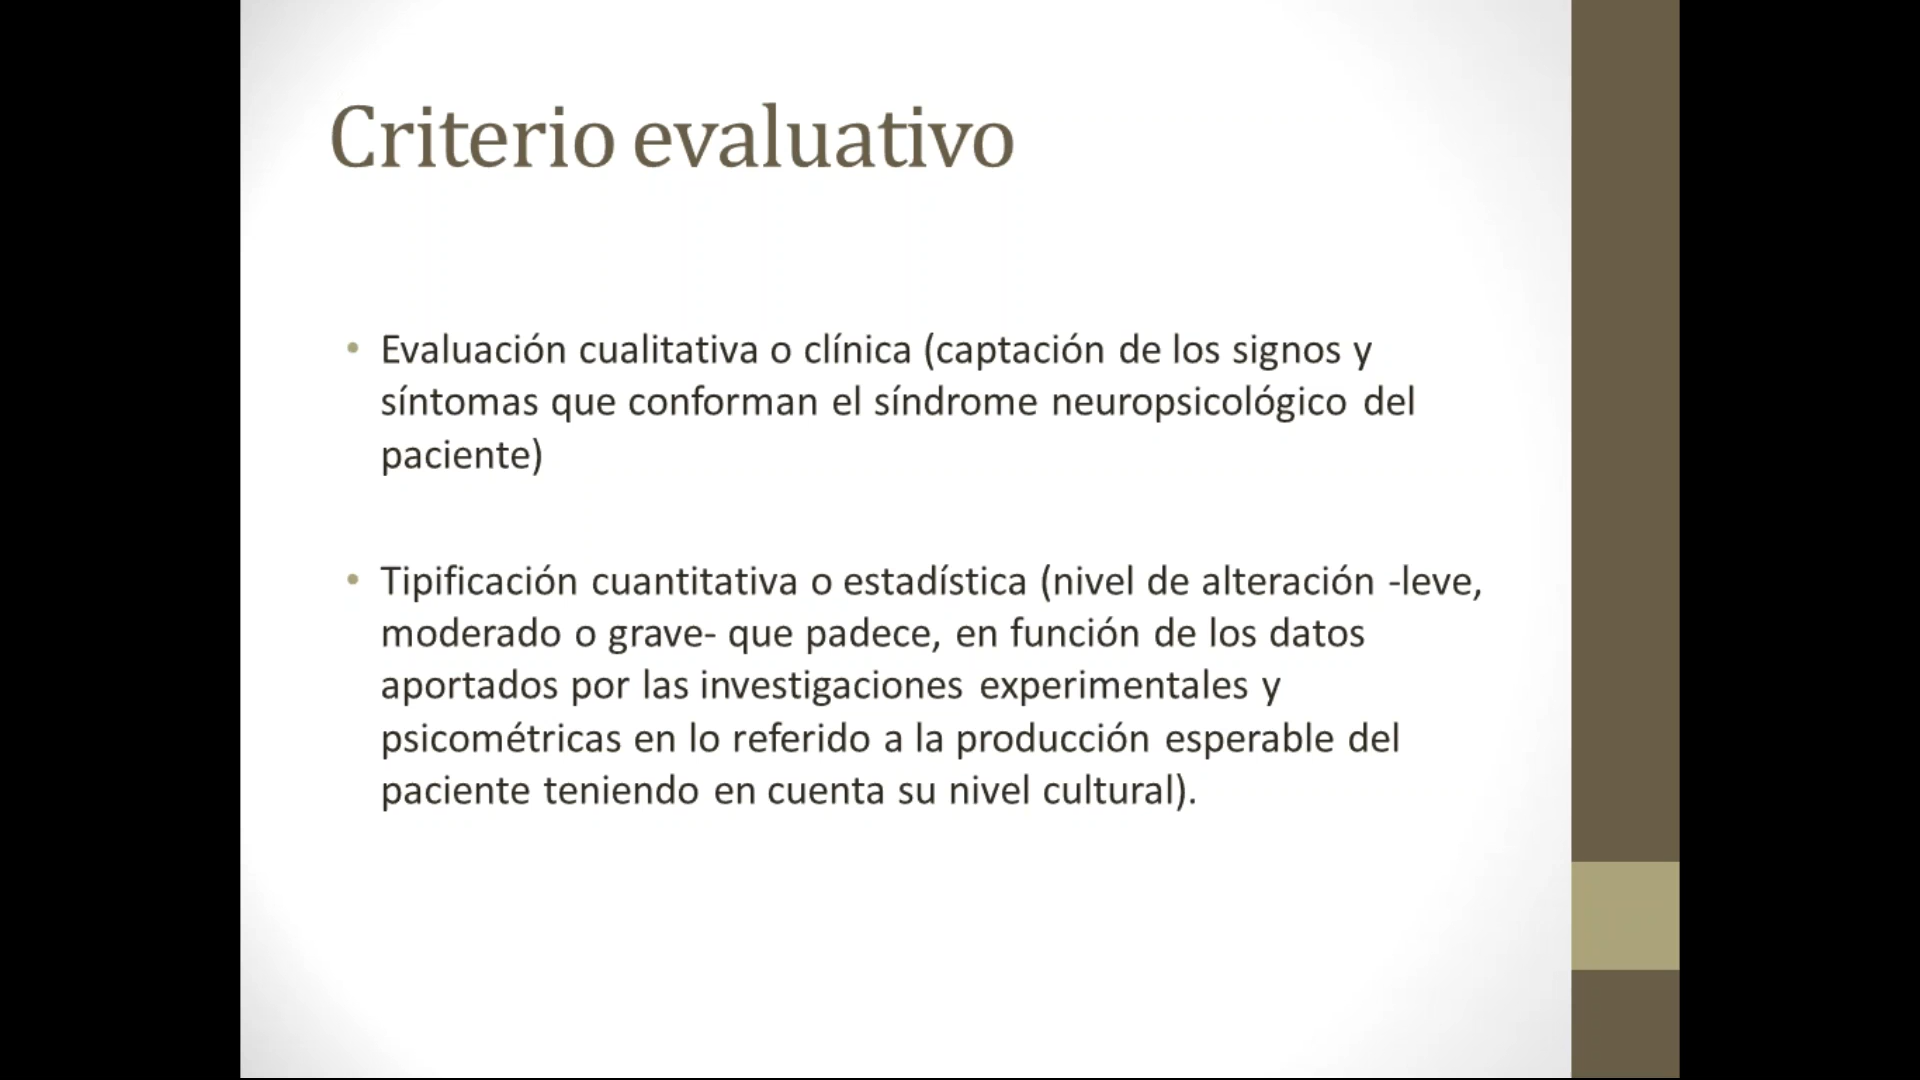 Criterio evaluativo
• Evaluación cualitativa o clínica (captación de los signos y
síntomas que conforman el síndrome neuropsicológico del
paciente)
• Tipificación cuantitativa o estadística (nivel de alteración -leve,
moderado o grave- que padece, en función de los datos
aportados por las investigaciones experimentales y
psicométricas en lo referido a la producción esperable del
paciente teniendo en cuenta su nivel cultural).